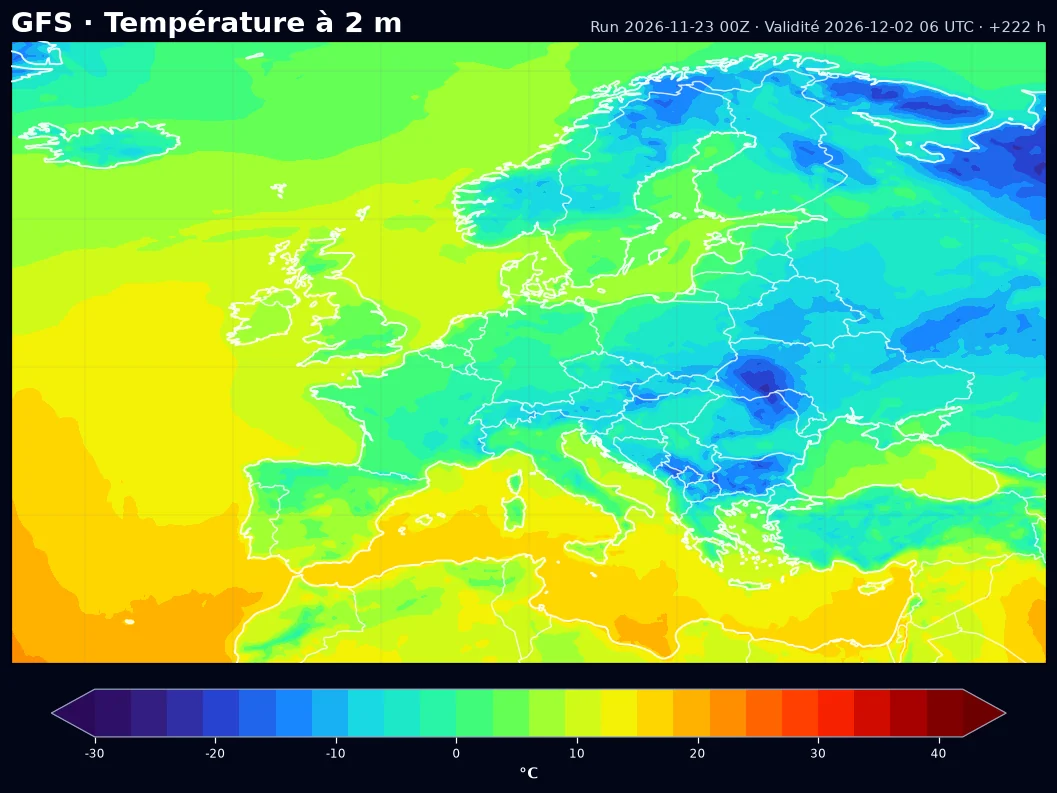 GFS · Température à 2 m
Run 2026-11-23 00Z · Validité 2026-12-02 06 UTC · +222 h
-30 -20 -10 0 10 20 30 40
°C